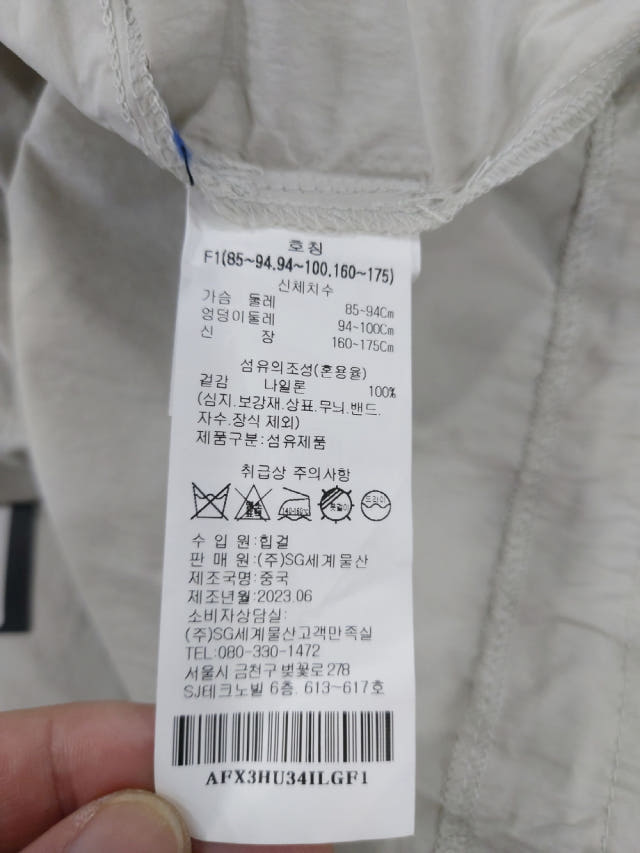 호칭
F1(85~94.94~100.160~175)
신체치수
가슴 둘레 85~94Cm
엉덩이둘레 94~100Cm
신 장 160~175Cm
섬유의조성(혼용율)
겉감 나일론 100%
(심지.보강재.상표.무늬.밴드.
자수.장식 제외)
제품구분:섬유제품
취급상 주의사항
140~160℃ 드라이
수 입 원:힙걸
판 매 원:(주)SG세계물산
제조국명:중국
제조년월:2023.06
소비자상담실:
(주)SG세계물산고객만족실
TEL:080-330-1472
서울시 금천구 벚꽃로 278
SJ테크노빌 6층. 613~617호
AFX3HU34ILGF1